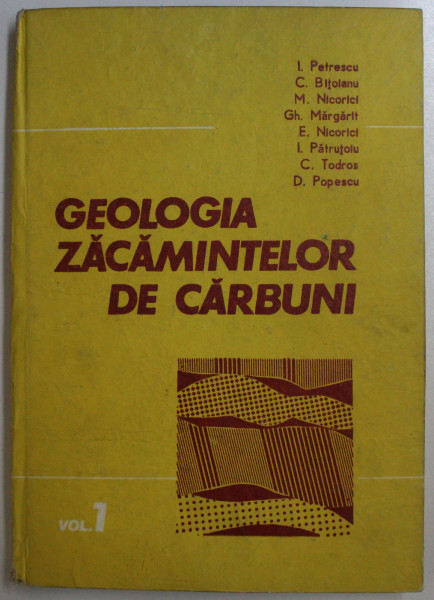 I. Petrescu
C. Bițoianu
M. Nicorici
Gh. Mărgărit
E. Nicorici
I. Pătruțoiu
C. Todros
D. Popescu
GEOLOGIA
ZĂCĂMINTELOR
DE CĂRBUNI
VOL. 1